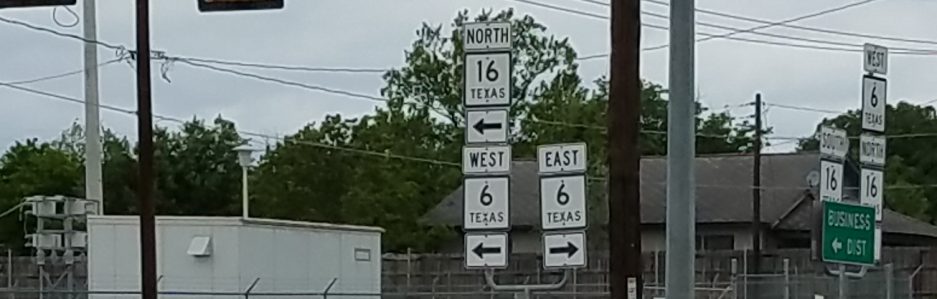 NORTH
16
TEXAS
WEST
6
TEXAS
EAST
6
TEXAS
WEST
6
TEXAS
SOUTH
16
NORTH
16
BUSINESS
DIST